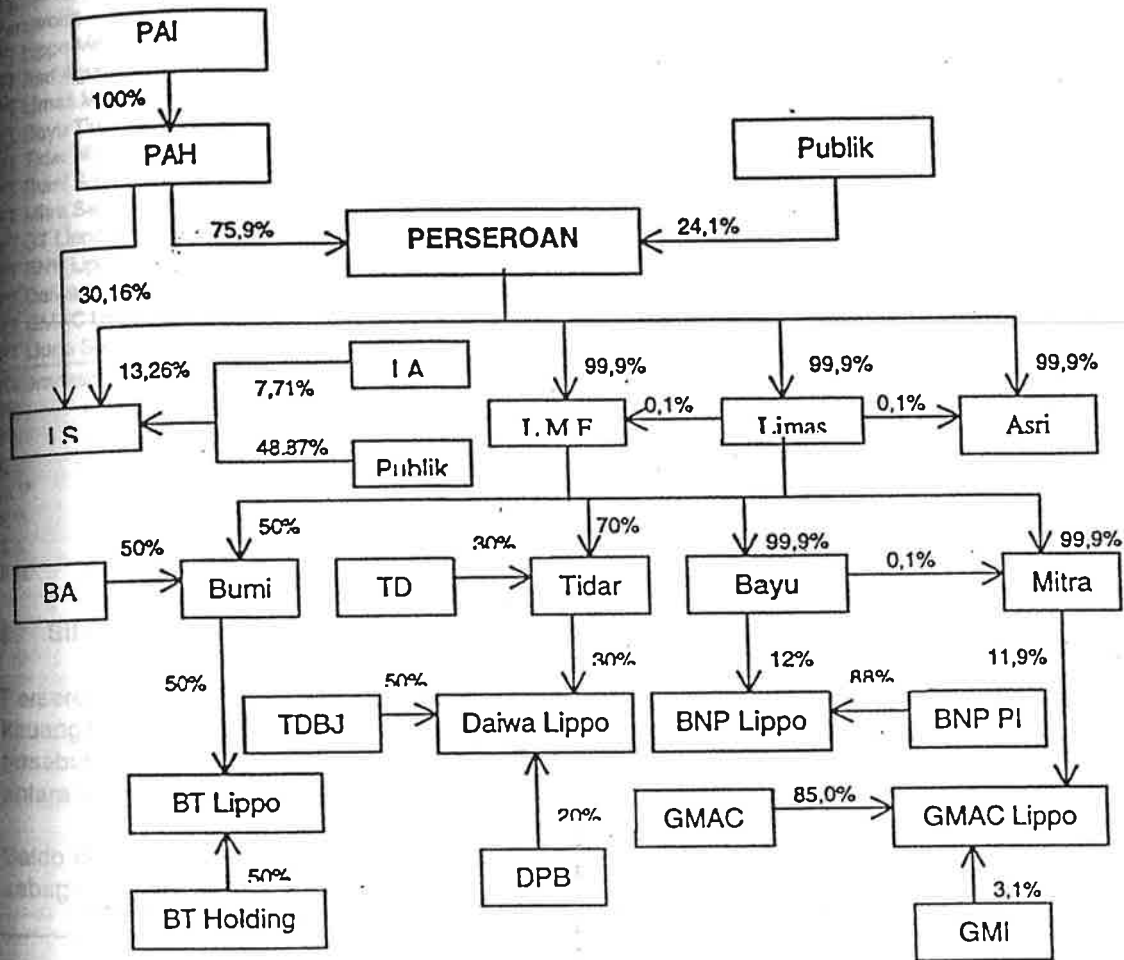 PAI
100%
PAH
Publik
75,9%
PERSEROAN
24,1%
30,16%
13,26%
7,71%
I A
99,9%
99,9%
99,9%
LS
48.87%
Publik
L M F
0,1%
Limas
0,1%
Asri
50%
50%
30%
70%
99,9%
0,1%
99,9%
BA
Bumi
TD
Tidar
Bayu
Mitra
50%
50%
30%
12%
88%
11,9%
TDBJ
Daiwa Lippo
BNP Lippo
BNP PI
BT Lippo
20%
GMAC
85,0%
GMAC Lippo
50%
DPB
3,1%
BT Holding
GMI